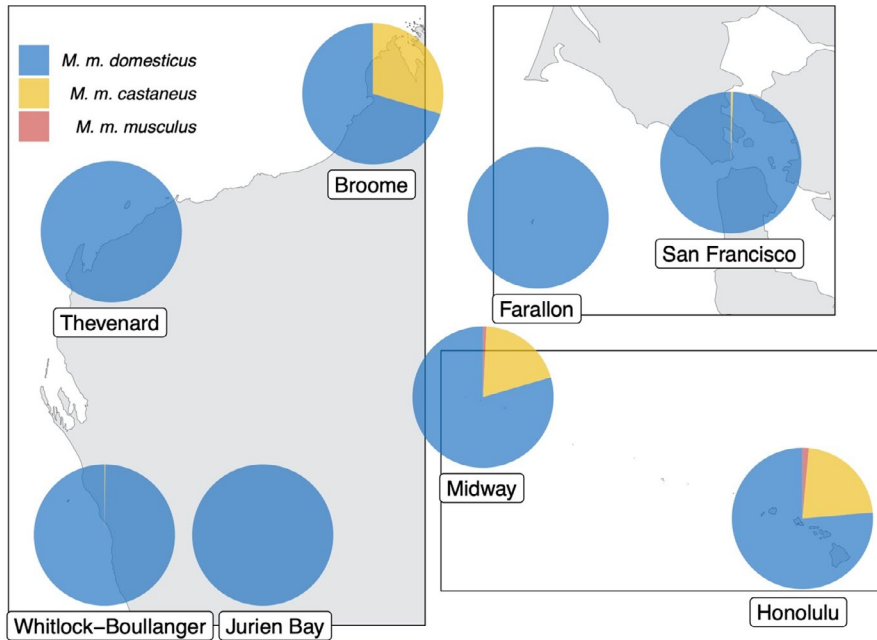 M. m. domesticus
M. m. castaneus
M. m. musculus
Broome
Thevenard
San Francisco
Farallon
Midway
Honolulu
Whitlock−Boullanger
Jurien Bay